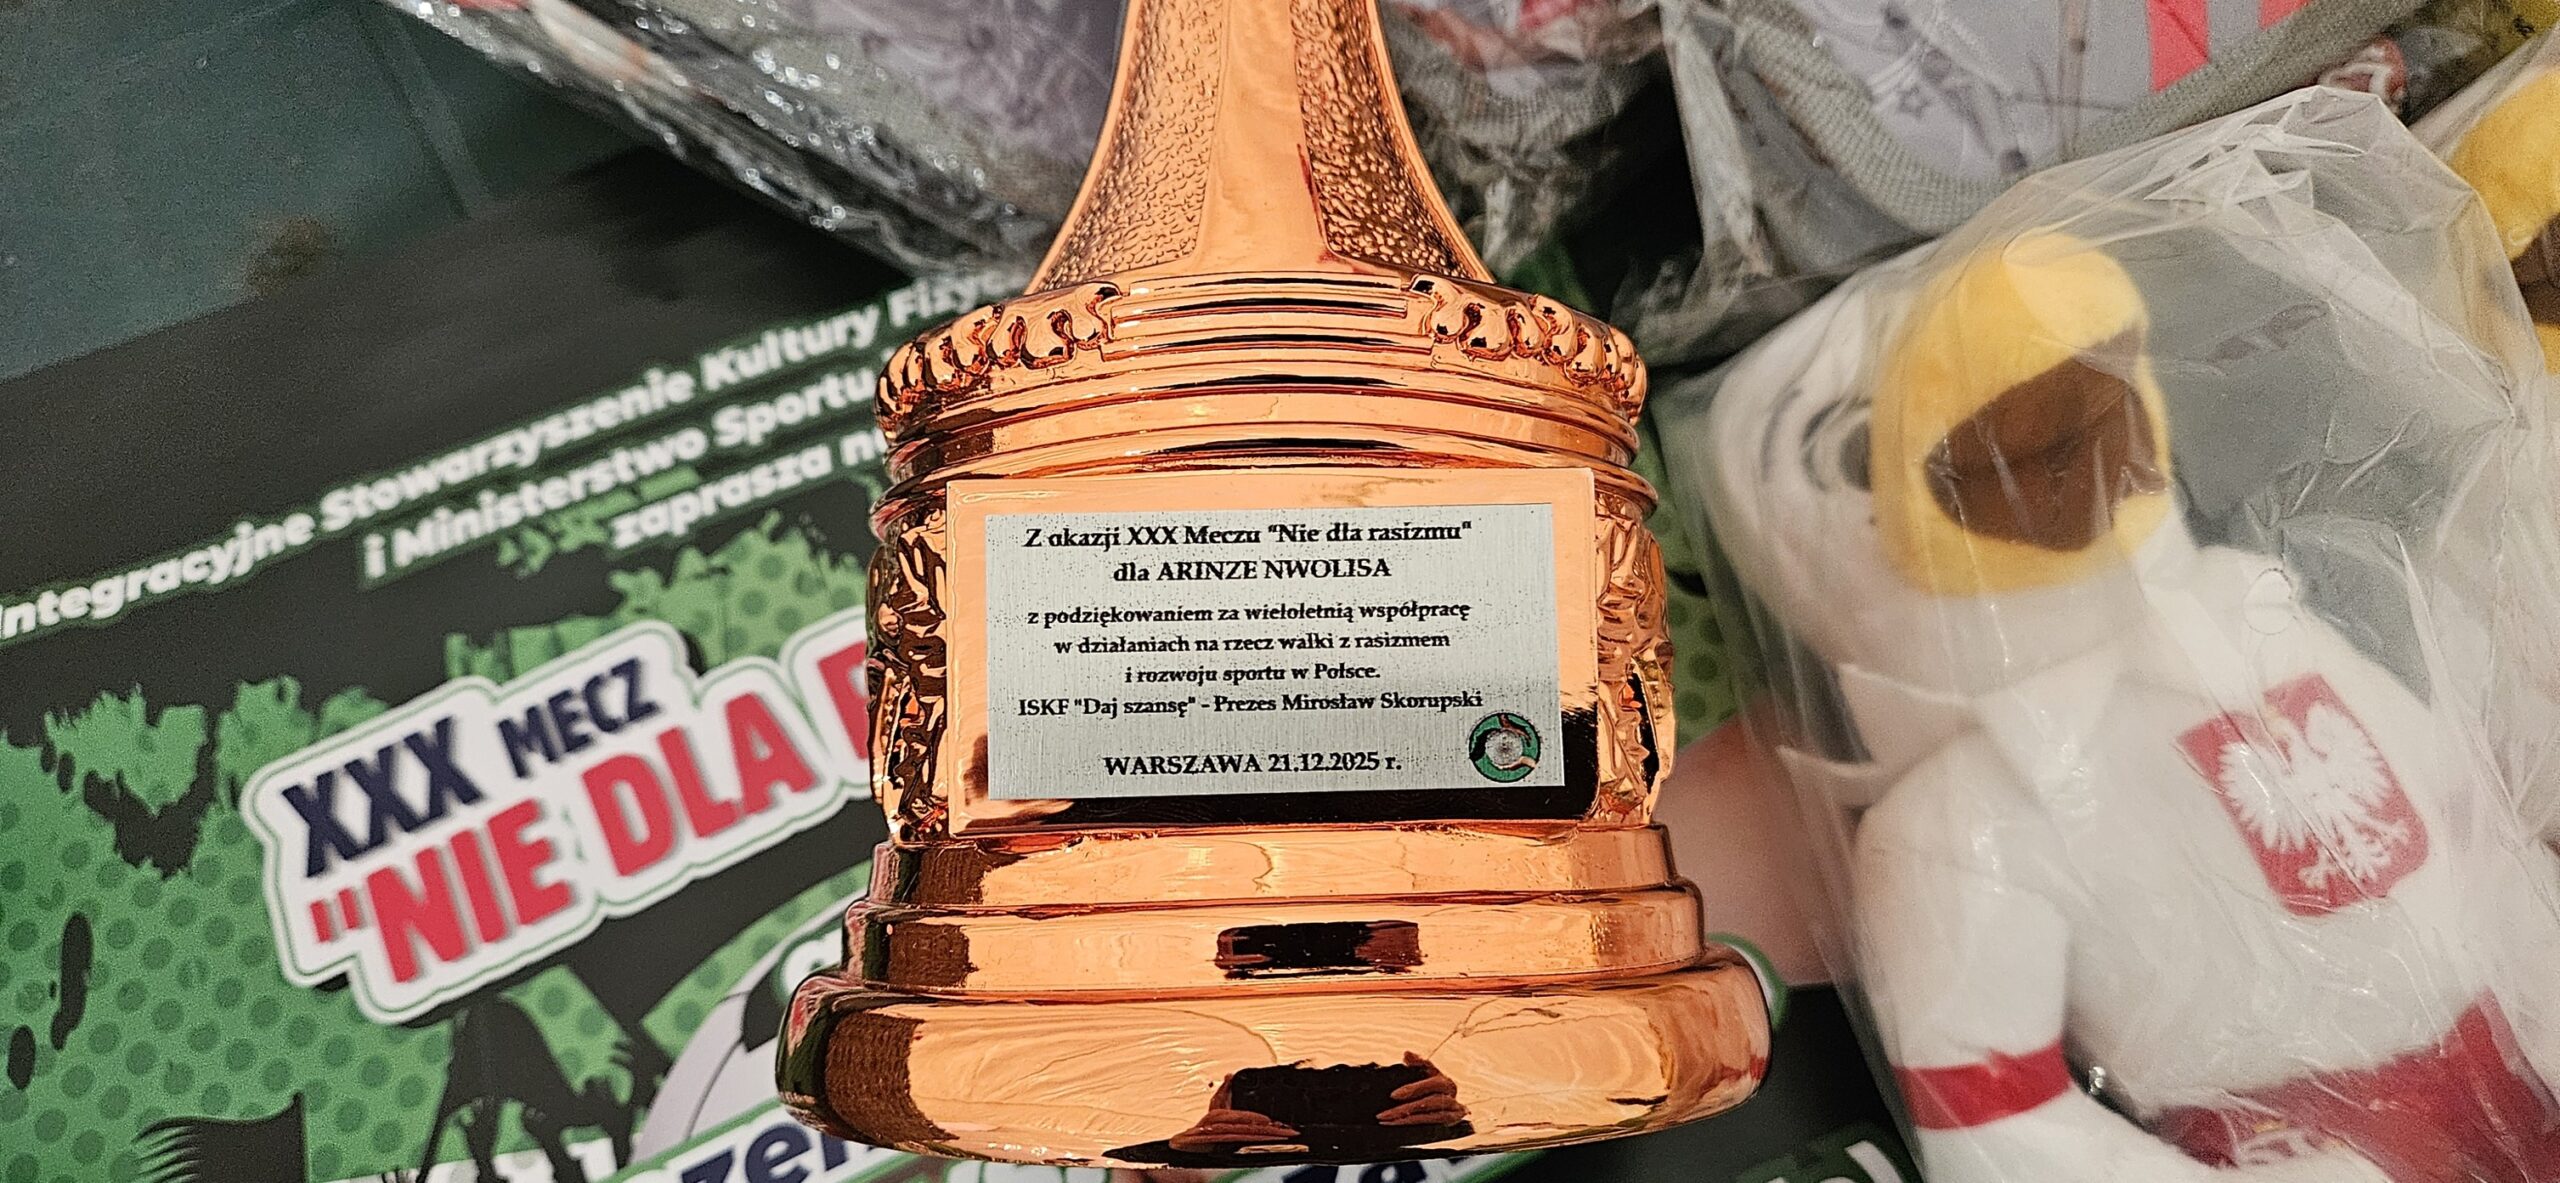 Integracyjne Stowarzyszenie Kultury
i Ministerstwo Sportu
zaprasza
XXX MECZ
"NIE DLA
Z okazji XXX Meczu "Nie dla rasizmu"
dla ARINZE NWOLISA
z podziękowaniem za wieloletnią współpracę
w działaniach na rzecz walki z rasizmem
i rozwoju sportu w Polsce.
ISKF "Daj szansę" - Prezes Mirosław Skorupski
WARSZAWA 21.12.2025 r.